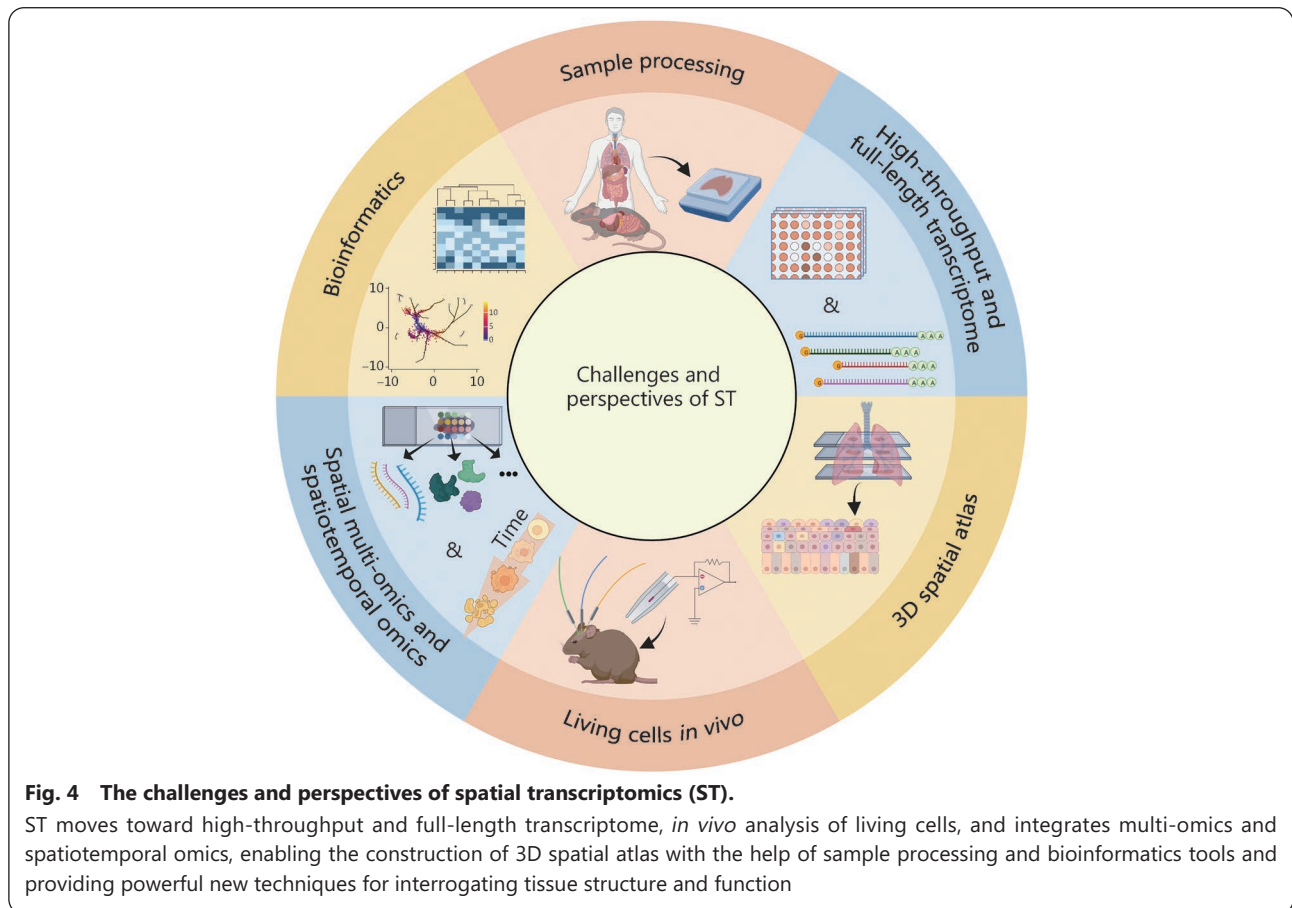 Sample processing
High-throughput and
full-length transcriptome
&
G
A A A
G
A A A
G
A A A
G
A A A
3D spatial atlas
Living cells in vivo
Spatial multi-omics and
spatiotemporal omics
&
Time
Bioinformatics
10
0
−10
−10 0 10
10
5
0
Challenges and
perspectives of ST
Fig. 4 The challenges and perspectives of spatial transcriptomics (ST).
ST moves toward high-throughput and full-length transcriptome, in vivo analysis of living cells, and integrates multi-omics and
spatiotemporal omics, enabling the construction of 3D spatial atlas with the help of sample processing and bioinformatics tools and
providing powerful new techniques for interrogating tissue structure and function